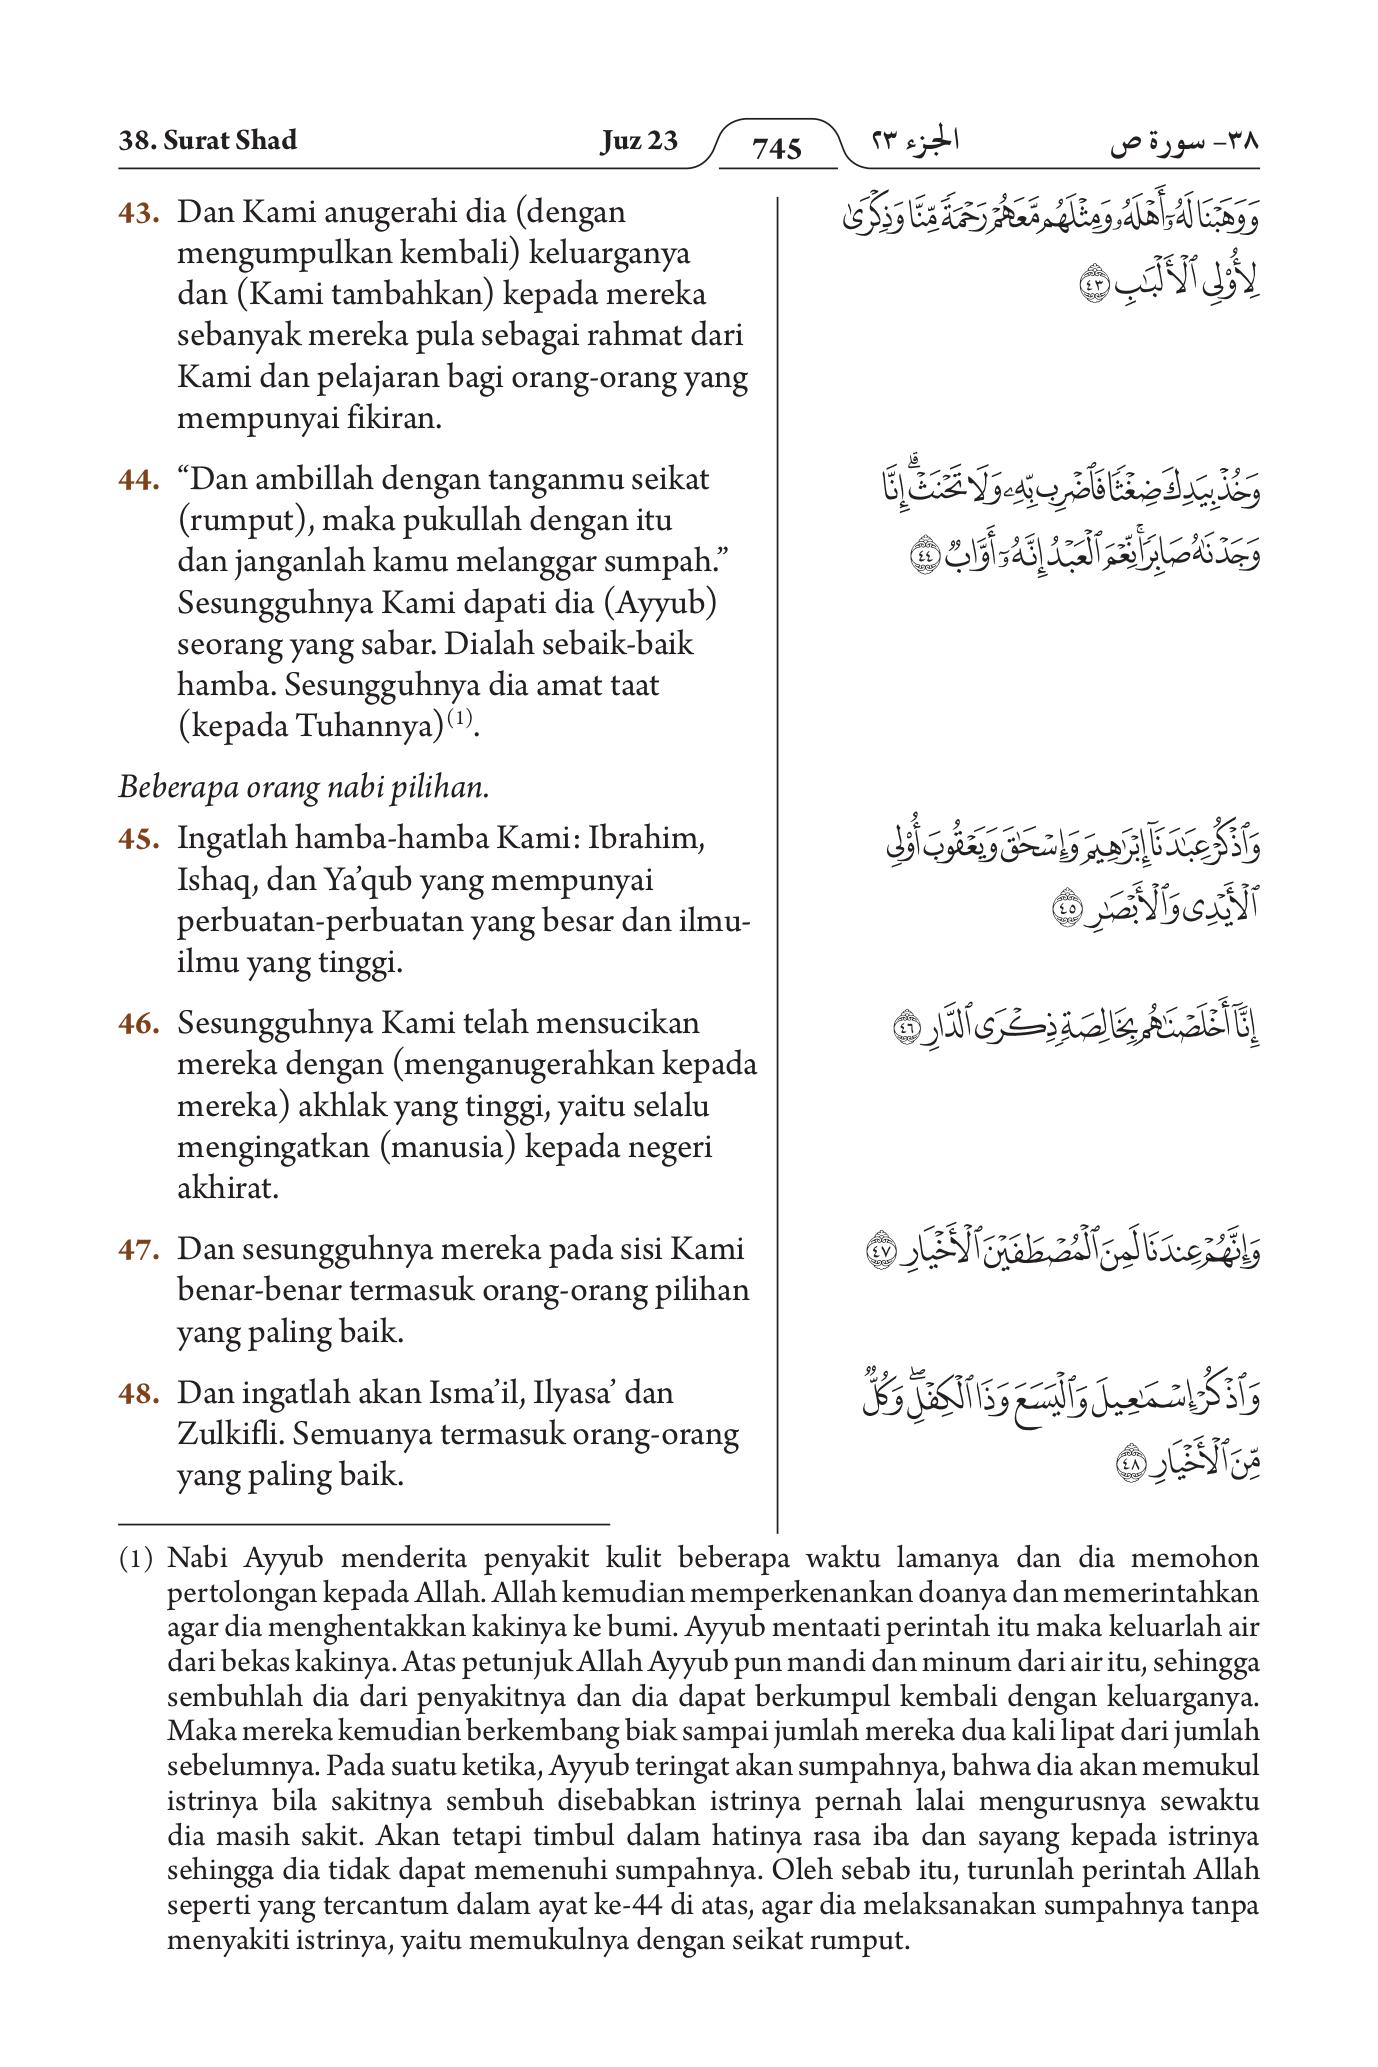 38. Surat Shad
Juz 23
745
الجزء ٢٣
٣٨- سورة ص
43. Dan Kami anugerahi dia (dengan
mengumpulkan kembali) keluarganya
dan (Kami tambahkan) kepada mereka
sebanyak mereka pula sebagai rahmat dari
Kami dan pelajaran bagi orang-orang yang
mempunyai fikiran.
وَوَهَبْنَا لَهُۥٓ أَهْلَهُۥ وَمِثْلَهُم مَّعَهُمْ رَحْمَةً مِّنَّا وَذِكْرَىٰ
لِأُو۟لِى ٱلْأَلْبَٰبِ ٤٣
44. “Dan ambillah dengan tanganmu seikat
(rumput), maka pukullah dengan itu
dan janganlah kamu melanggar sumpah.”
Sesungguhnya Kami dapati dia (Ayyub)
seorang yang sabar. Dialah sebaik-baik
hamba. Sesungguhnya dia amat taat
(kepada Tuhannya)(1).
وَخُذْ بِيَدِكَ ضِغْثًا فَٱضْرِب بِّهِۦ وَلَا تَحْنَثْ ۗ إِنَّا
وَجَدْنَٰهُ صَابِرًا ۚ نِّعْمَ ٱلْعَبْدُ إِنَّهُۥٓ أَوَّابٌ ٤٤
Beberapa orang nabi pilihan.
45. Ingatlah hamba-hamba Kami: Ibrahim,
Ishaq, dan Ya’qub yang mempunyai
perbuatan-perbuatan yang besar dan ilmu-
ilmu yang tinggi.
وَٱذْكُرْ عِبَٰدَنَآ إِبْرَٰهِيمَ وَإِسْحَٰقَ وَيَعْقُوبَ أُو۟لِى
ٱلْأَيْدِى وَٱلْأَبْصَٰرِ ٤٥
46. Sesungguhnya Kami telah mensucikan
mereka dengan (menganugerahkan kepada
mereka) akhlak yang tinggi, yaitu selalu
mengingatkan (manusia) kepada negeri
akhirat.
إِنَّآ أَخْلَصْنَٰهُم بِخَالِصَةٍ ذِكْرَى ٱلدَّارِ ٤٦
47. Dan sesungguhnya mereka pada sisi Kami
benar-benar termasuk orang-orang pilihan
yang paling baik.
وَإِنَّهُمْ عِندَنَا لَمِنَ ٱلْمُصْطَفَيْنَ ٱلْأَخْيَارِ ٤٧
48. Dan ingatlah akan Isma’il, Ilyasa’ dan
Zulkifli. Semuanya termasuk orang-orang
yang paling baik.
وَٱذْكُرْ إِسْمَٰعِيلَ وَٱلْيَسَعَ وَذَا ٱلْكِفْلِ ۖ وَكُلٌّ
مِّنَ ٱلْأَخْيَارِ ٤٨
(1) Nabi Ayyub menderita penyakit kulit beberapa waktu lamanya dan dia memohon
pertolongan kepada Allah. Allah kemudian memperkenankan doanya dan memerintahkan
agar dia menghentakkan kakinya ke bumi. Ayyub mentaati perintah itu maka keluarlah air
dari bekas kakinya. Atas petunjuk Allah Ayyub pun mandi dan minum dari air itu, sehingga
sembuhlah dia dari penyakitnya dan dia dapat berkumpul kembali dengan keluarganya.
Maka mereka kemudian berkembang biak sampai jumlah mereka dua kali lipat dari jumlah
sebelumnya. Pada suatu ketika, Ayyub teringat akan sumpahnya, bahwa dia akan memukul
istrinya bila sakitnya sembuh disebabkan istrinya pernah lalai mengurusnya sewaktu
dia masih sakit. Akan tetapi timbul dalam hatinya rasa iba dan sayang kepada istrinya
sehingga dia tidak dapat memenuhi sumpahnya. Oleh sebab itu, turunlah perintah Allah
seperti yang tercantum dalam ayat ke-44 di atas, agar dia melaksanakan sumpahnya tanpa
menyakiti istrinya, yaitu memukulnya dengan seikat rumput.